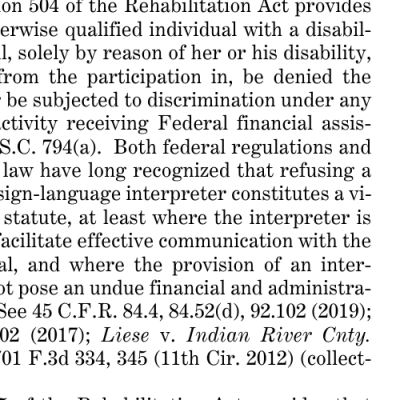 on 504 of the Rehabilitation Act provides
erwise qualified individual with a disabil-
l, solely by reason of her or his disability,
from the participation in, be denied the
be subjected to discrimination under any
ctivity receiving Federal financial assis-
S.C. 794(a). Both federal regulations and
law have long recognized that refusing a
sign-language interpreter constitutes a vi-
statute, at least where the interpreter is
facilitate effective communication with the
al, and where the provision of an inter-
ot pose an undue financial and administra-
See 45 C.F.R. 84.4, 84.52(d), 92.102 (2019);
02 (2017); Liese v. Indian River Cnty.
01 F.3d 334, 345 (11th Cir. 2012) (collect-